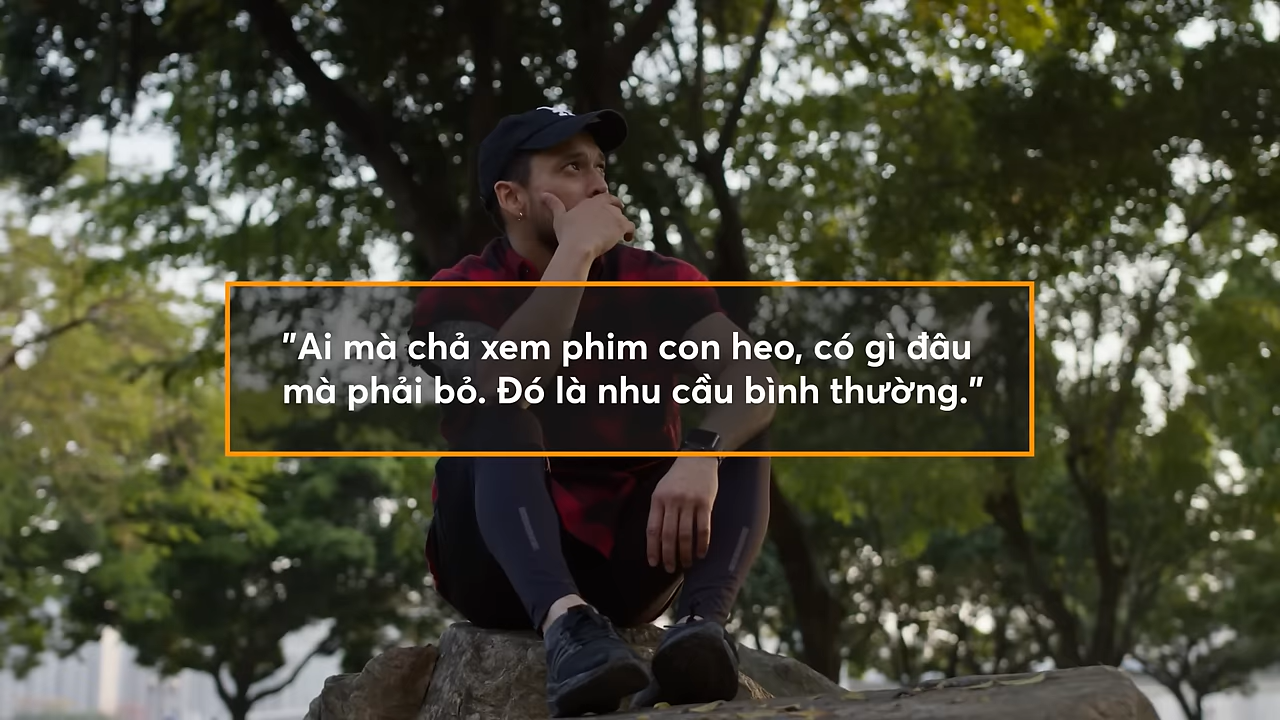 "Ai mà chả xem phim con heo, có gì đâu
mà phải bỏ. Đó là nhu cầu bình thường."